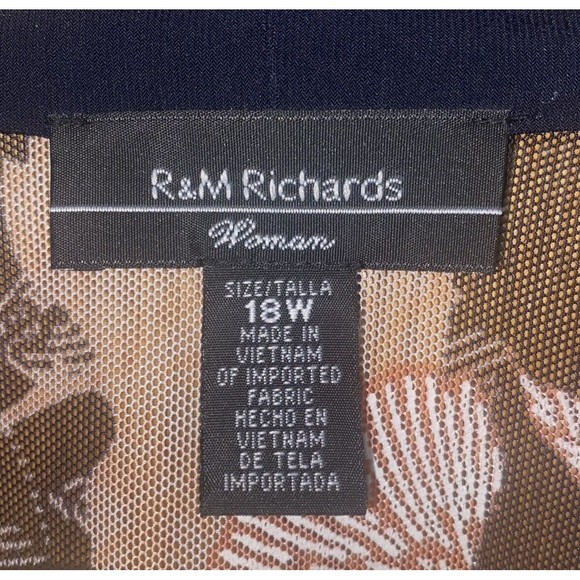 R&M Richards
Woman
SIZE/TALLA
18W
MADE IN
VIETNAM
OF IMPORTED
FABRIC
HECHO EN
VIETNAM
DE TELA
IMPORTADA